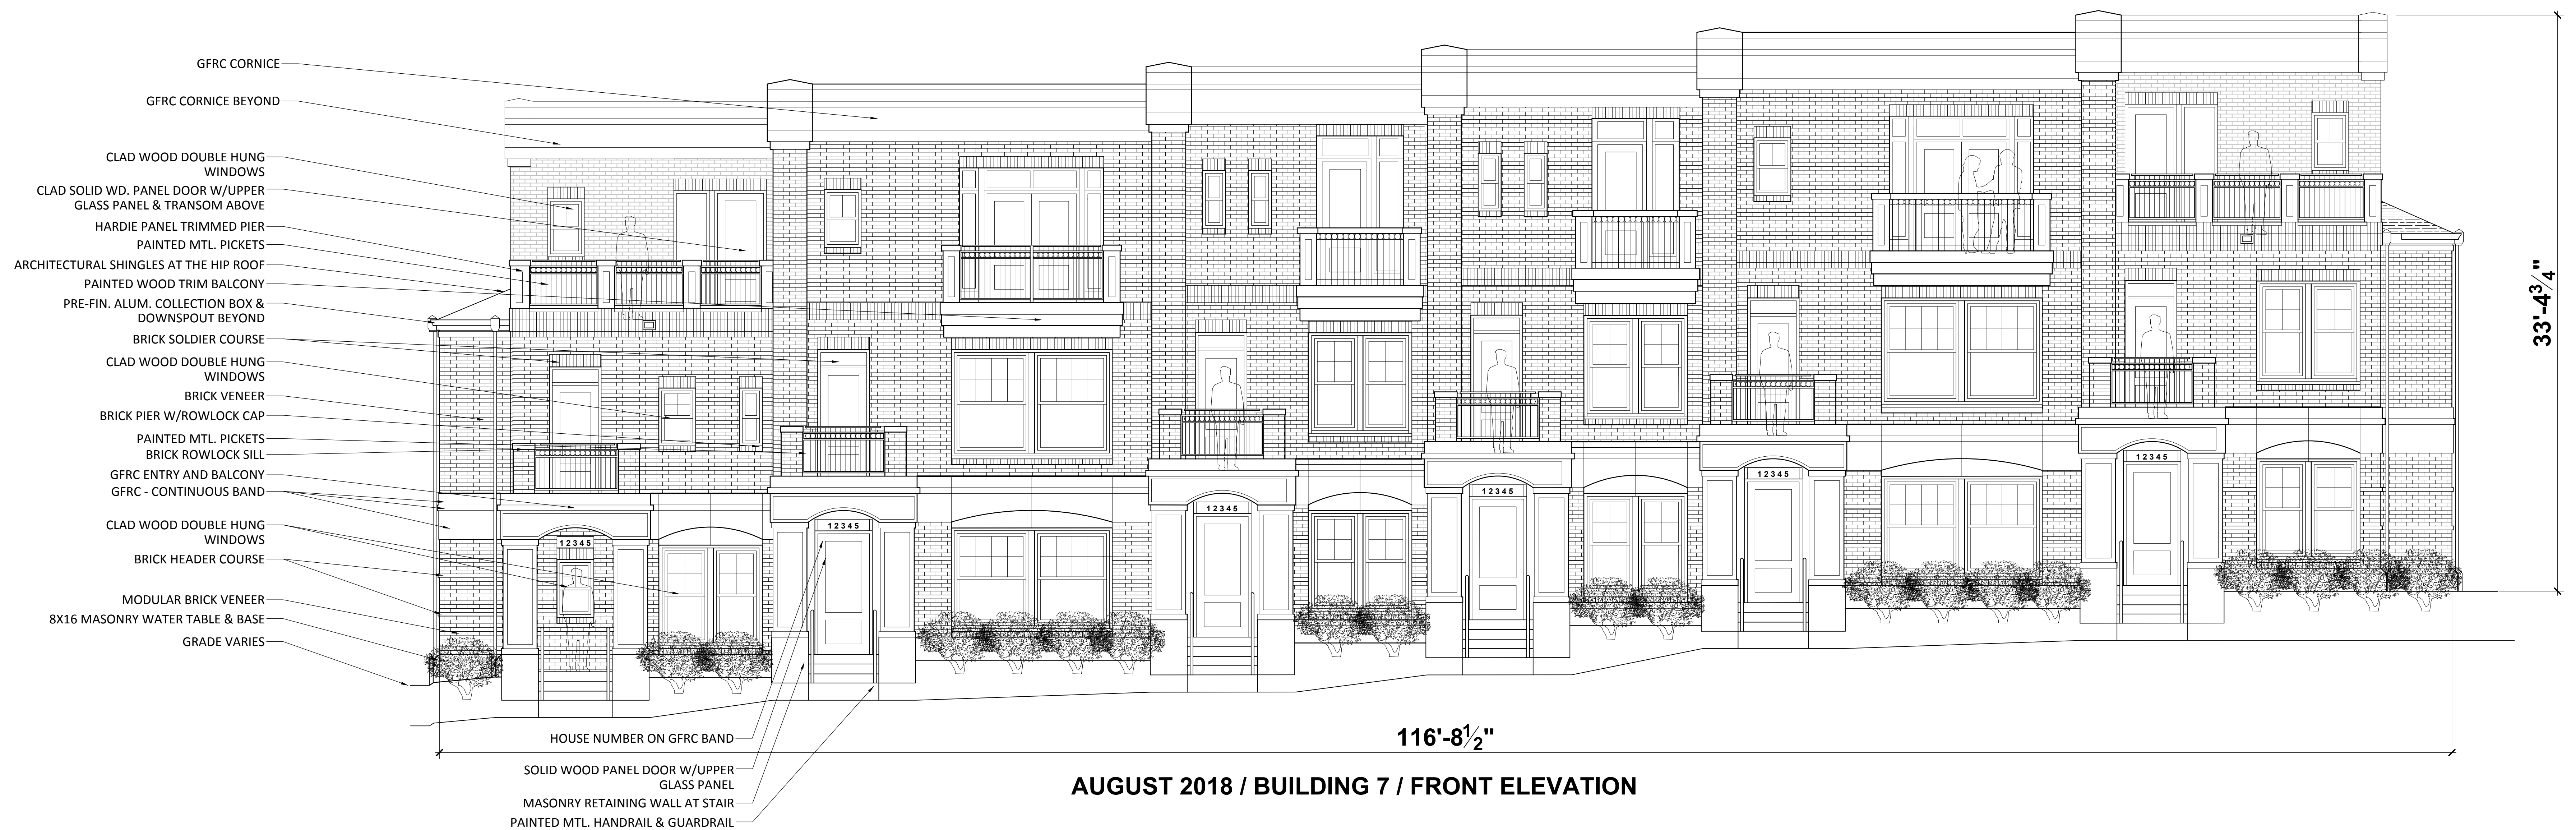 GFRC CORNICE
GFRC CORNICE BEYOND
CLAD WOOD DOUBLE HUNG
WINDOWS
CLAD SOLID WD. PANEL DOOR W/UPPER
GLASS PANEL & TRANSOM ABOVE
HARDIE PANEL TRIMMED PIER
PAINTED MTL. PICKETS
ARCHITECTURAL SHINGLES AT THE HIP ROOF
PAINTED WOOD TRIM BALCONY
PRE-FIN. ALUM. COLLECTION BOX &
DOWNSPOUT BEYOND
BRICK SOLDIER COURSE
CLAD WOOD DOUBLE HUNG
WINDOWS
BRICK VENEER
BRICK PIER W/ROWLOCK CAP
PAINTED MTL. PICKETS
BRICK ROWLOCK SILL
GFRC ENTRY AND BALCONY
GFRC - CONTINUOUS BAND
CLAD WOOD DOUBLE HUNG
WINDOWS
BRICK HEADER COURSE
MODULAR BRICK VENEER
8X16 MASONRY WATER TABLE & BASE
GRADE VARIES
12345
12345
12345
12345
12345
12345
33'-4¾"
HOUSE NUMBER ON GFRC BAND
SOLID WOOD PANEL DOOR W/UPPER
GLASS PANEL
MASONRY RETAINING WALL AT STAIR
PAINTED MTL. HANDRAIL & GUARDRAIL
116'-8½"
AUGUST 2018 / BUILDING 7 / FRONT ELEVATION